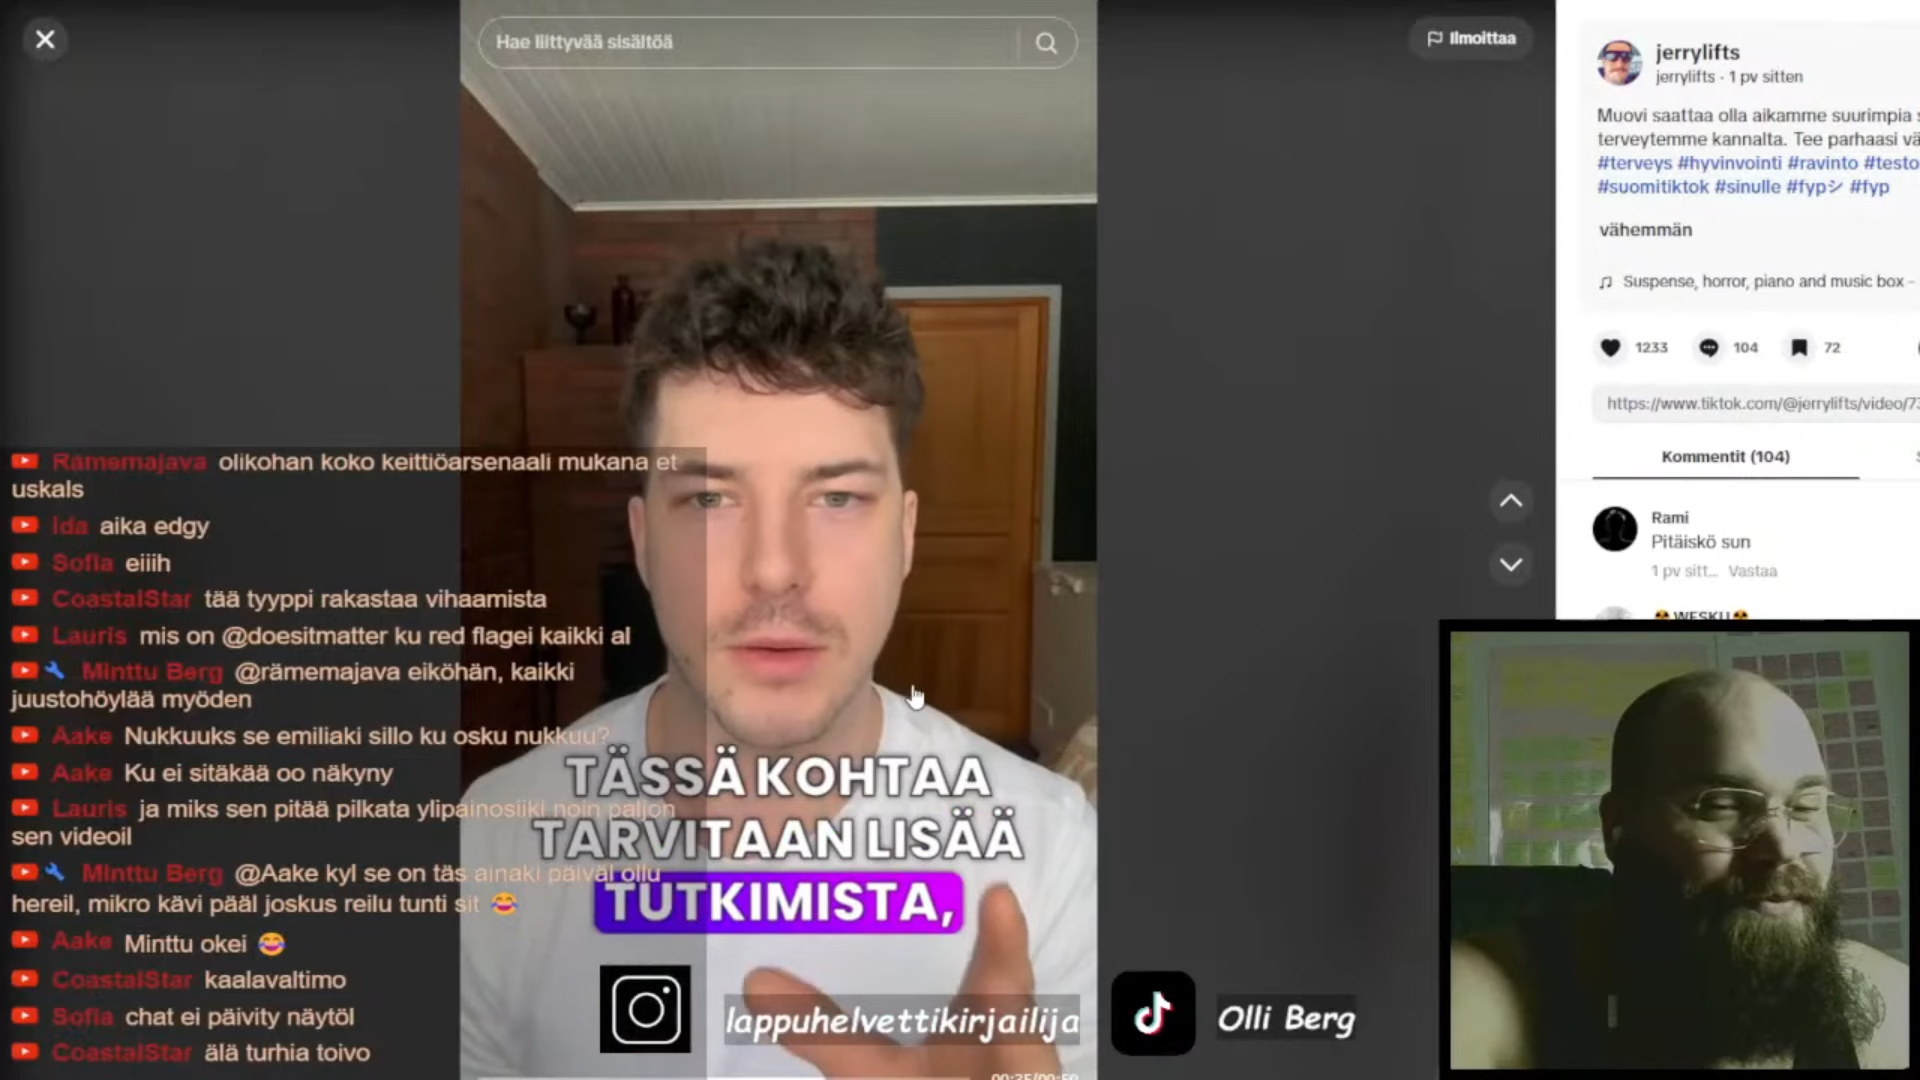 Hae liittyvää sisältöä
Ilmoittaa
jerrylifts
jerrylifts · 1 pv sitten
Muovi saattaa olla aikamme suurimpia
terveytemme kannalta. Tee parhaasi
#terveys #hyvinvointi #ravinto #testo
#suomitiktok #sinulle #fypシ #fyp
vähemmän
Suspense, horror, piano and music box -
1233 104 72
https://www.tiktok.com/@jerrylifts/video/7
Kommentit (104)
Rami
Pitäiskö sun
1 pv sitt... Vastaa
WESKU
Rämemajava olikohan koko keittiöarsenaali mukana et
uskals
Ida aika edgy
Sofia eiiih
CoastalStar tää tyyppi rakastaa vihaamista
Lauris mis on @doesitmatter ku red flagei kaikki al
Minttu Berg @rämemajava eiköhän, kaikki
juustohöylää myöden
Aake Nukkuuks se emiliaki sillo ku osku nukkuu?
Aake Ku ei sitäkää oo näkyny
Lauris ja miks sen pitää pilkata ylipainosiiki noin paljon
sen videoil
Minttu Berg @Aake kyl se on täs ainaki päiväl ollu
hereil, mikro kävi pääl joskus reilu tunti sit 😂
Aake Minttu okei 😂
CoastalStar kaalavaltimo
Sofia chat ei päivity näytöl
CoastalStar älä turhia toivo
TÄSSÄ KOHTAA
TARVITAAN LISÄÄ
TUTKIMISTA,
lappuhelvettikirjailija
Olli Berg
00:35/00:50